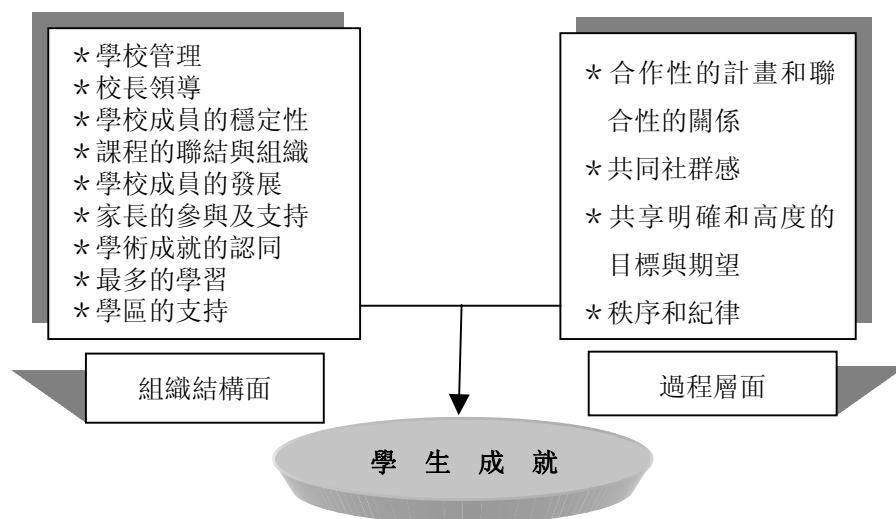 ＊學校管理
＊校長領導
＊學校成員的穩定性
＊課程的聯結與組織
＊學校成員的發展
＊家長的參與及支持
＊學術成就的認同
＊最多的學習
＊學區的支持
組織結構面
＊合作性的計畫和聯
合性的關係
＊共同社群感
＊共享明確和高度的
目標與期望
＊秩序和紀律
過程層面
學 生 成 就